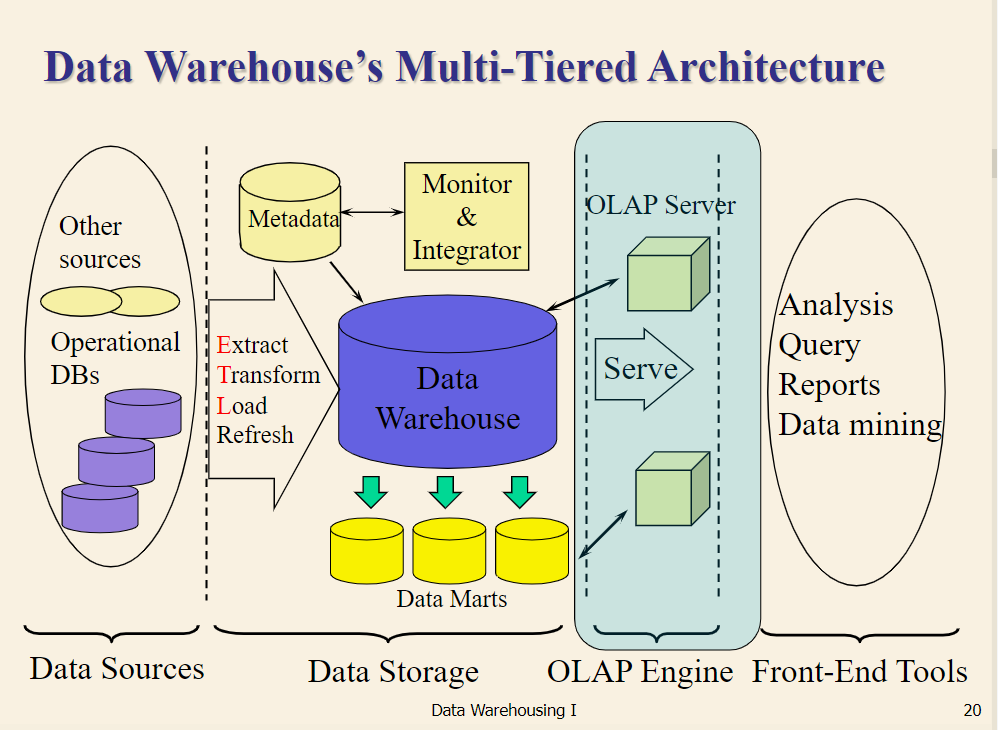 Data Warehouse’s Multi-Tiered Architecture
Other
sources
Operational
DBs
Metadata
Monitor
&
Integrator
Extract
Transform
Load
Refresh
Data
Warehouse
Data Marts
OLAP Server
Serve
Analysis
Query
Reports
Data mining
Data Sources
Data Storage
OLAP Engine
Front-End Tools
Data Warehousing I
20